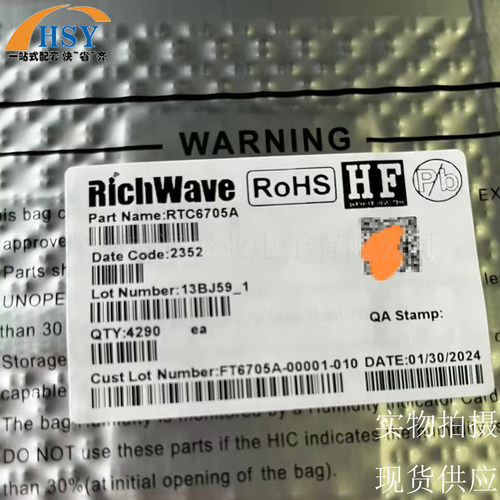 HSY
一站式配套快"省"齐
WARNING
RichWave RoHS HF Pb
Part Name:RTC6705A
Date Code:2352
Lot Number:13BJ59_1
QTY:4290 ea
QA Stamp:
Cust Lot Number:FT6705A-00001-010 DATE:01/30/2024
his bag
approve
Parts sh
UNOPE
than 30
Storage
the bag Humidity is monitored by a Humidity Indicator Card
DO NOT use these parts if the HIC indicates
than 30%(at initial opening of the bag).
实物拍摄
现货供应